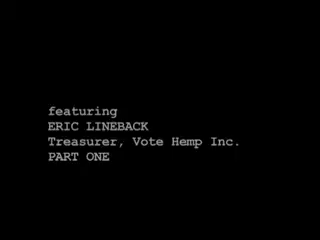 featuring
ERIC LINEBACK
Treasurer, Vote Hemp Inc.
PART ONE